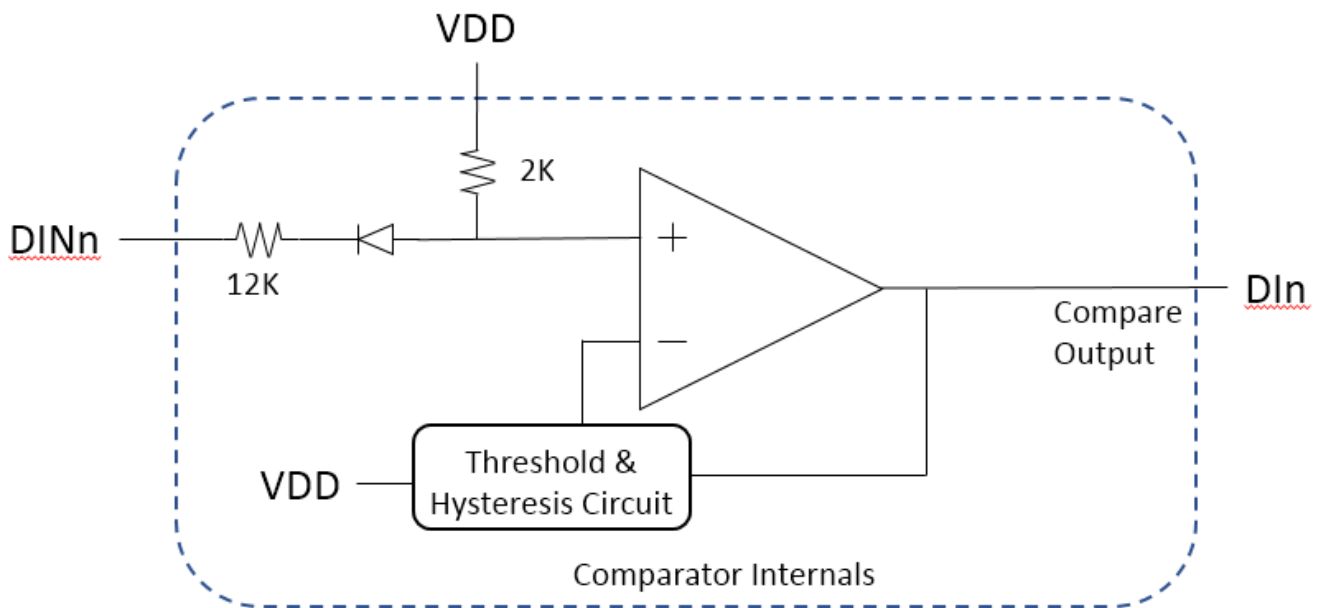 VDD
2K
DINn
12K
+
−
DIn
Compare
Output
Threshold &
Hysteresis Circuit
VDD
Comparator Internals